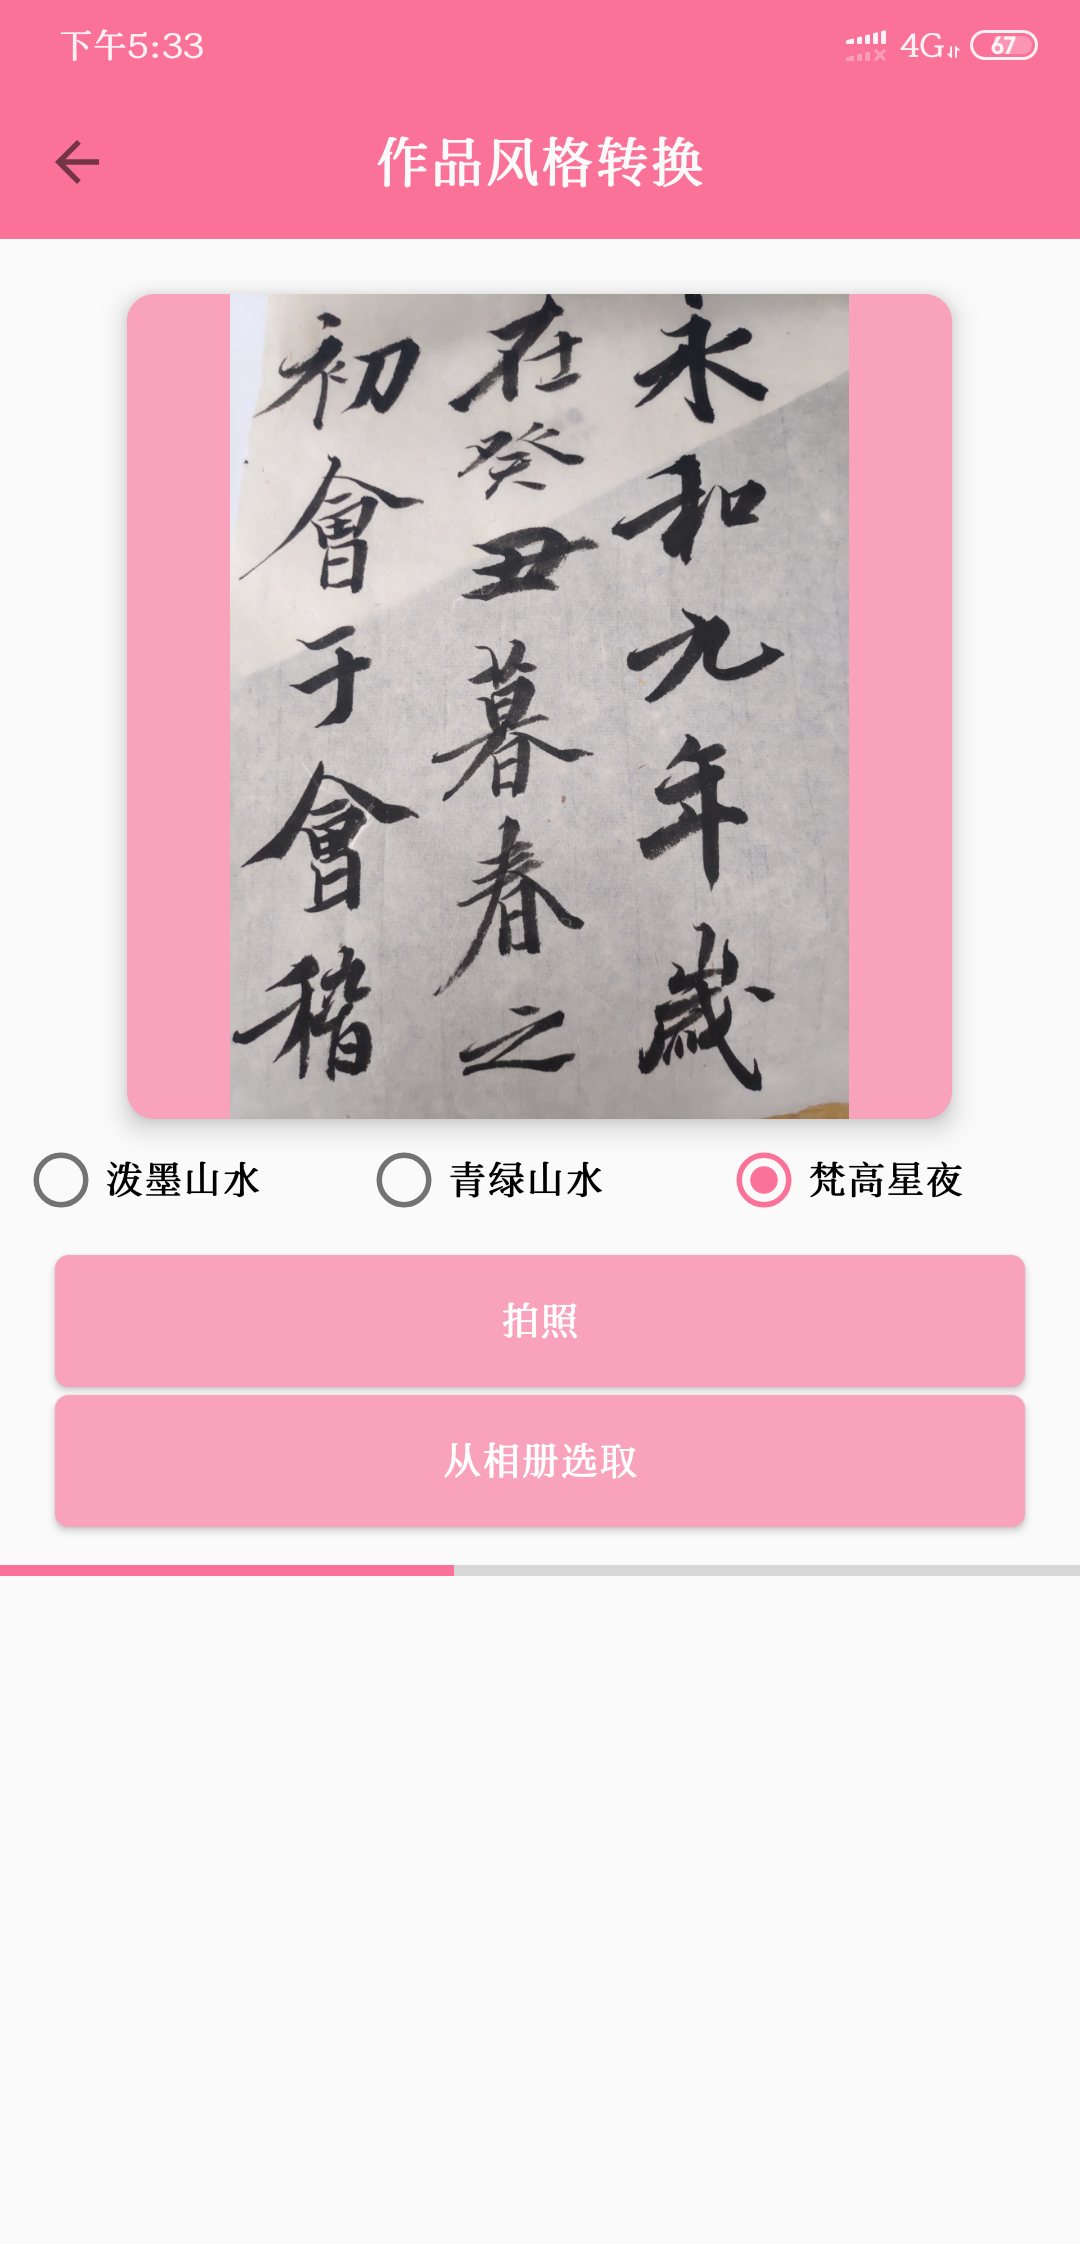 下午5:33
4G
67
作品风格转换
永和九年歲
在癸丑暮春之
初會于會稽
泼墨山水
青绿山水
梵高星夜
拍照
从相册选取